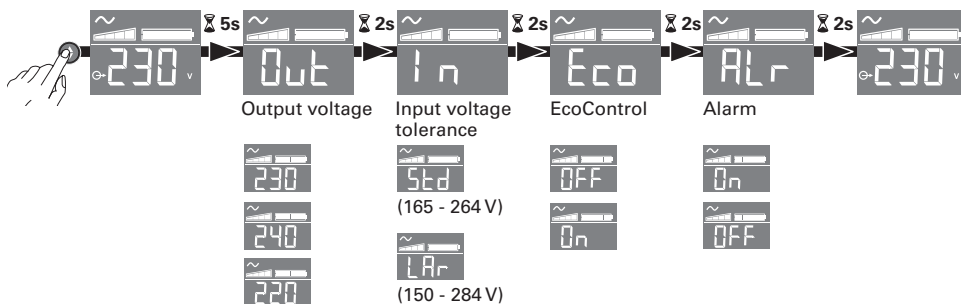 5s 2s 2s 2s 2s
230 v Out In Eco ALr 230 v
Output voltage Input voltage tolerance EcoControl Alarm
230 Std OFF On
(165 - 264 V)
240 On OFF
LAr
220 (150 - 284 V)